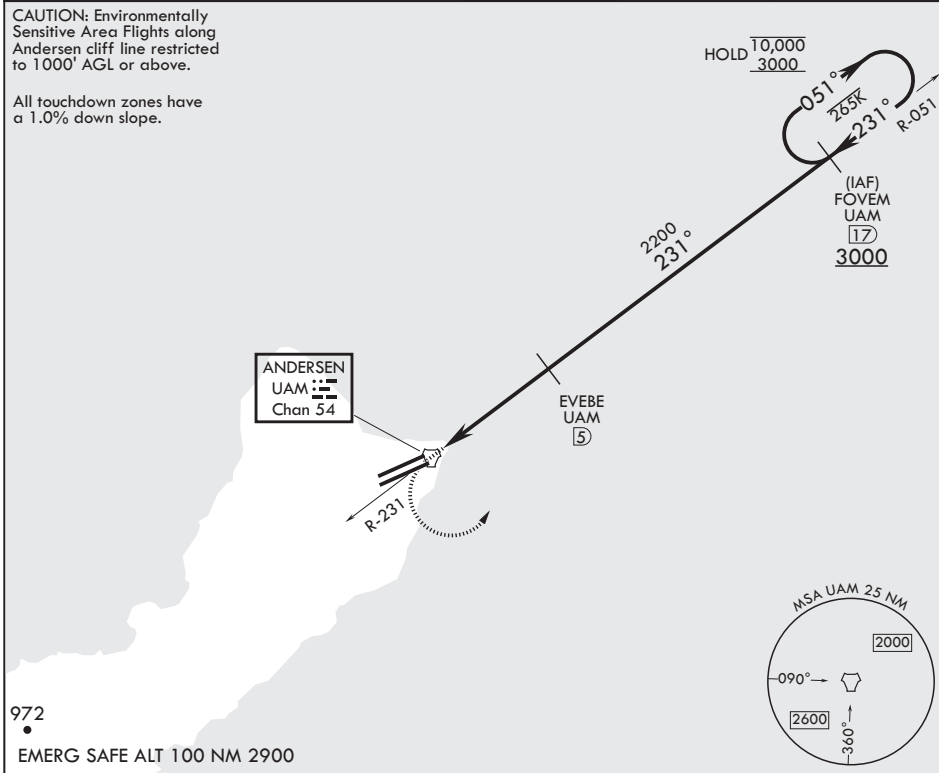 CAUTION: Environmentally
Sensitive Area Flights along
Andersen cliff line restricted
to 1000' AGL or above.
All touchdown zones have
a 1.0% down slope.
HOLD 10,000
3000
051°
265K
231°
R-051
(IAF)
FOVEM
UAM
17
3000
2200
231°
ANDERSEN
UAM
Chan 54
EVEBE
UAM
5
R-231
MSA UAM 25 NM
2000
090°
2600
360°
972
EMERG SAFE ALT 100 NM 2900